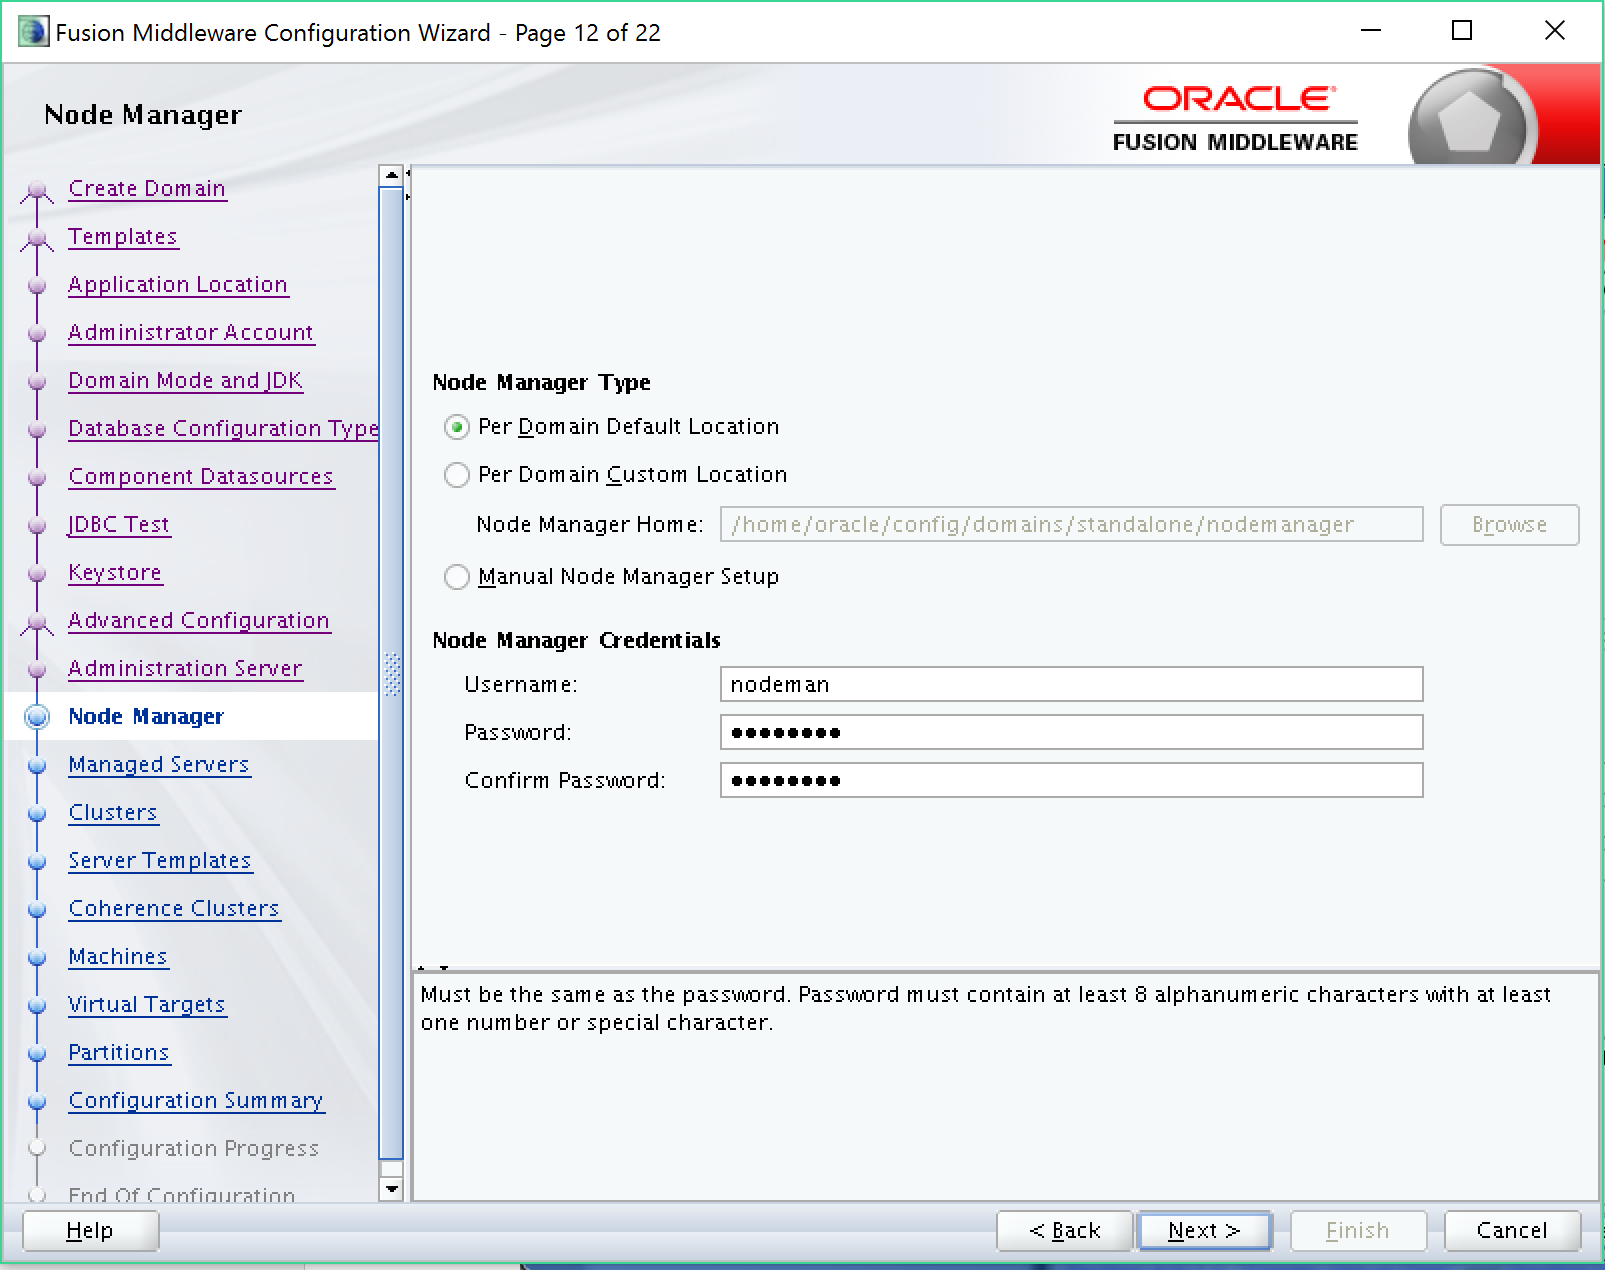 Fusion Middleware Configuration Wizard - Page 12 of 22
Node Manager
ORACLE
FUSION MIDDLEWARE
Create Domain
Templates
Application Location
Administrator Account
Domain Mode and JDK
Database Configuration Type
Component Datasources
JDBC Test
Keystore
Advanced Configuration
Administration Server
Node Manager
Managed Servers
Clusters
Server Templates
Coherence Clusters
Machines
Virtual Targets
Partitions
Configuration Summary
Configuration Progress
End Of Configuration
Node Manager Type
Per Domain Default Location
Per Domain Custom Location
Node Manager Home: /home/oracle/config/domains/standalone/nodemanager Browse
Manual Node Manager Setup
Node Manager Credentials
Username: nodeman
Password: ●●●●●●●●
Confirm Password: ●●●●●●●●
Must be the same as the password. Password must contain at least 8 alphanumeric characters with at least
one number or special character.
Help < Back Next > Finish Cancel